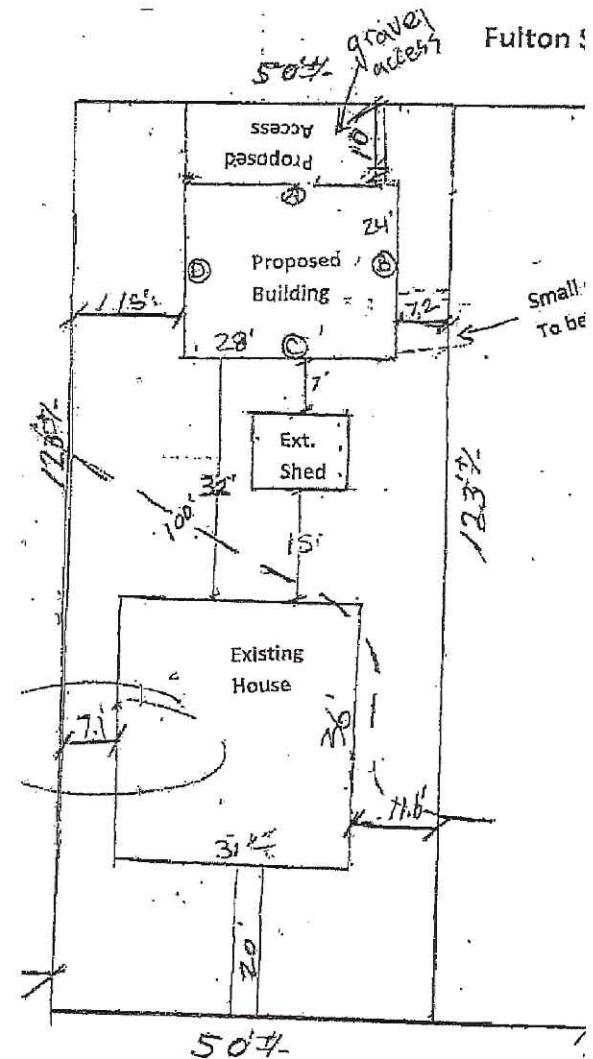 Fulton S
gravel
access
50'+/-
Proposed
Access
10'
A
24'
D
Proposed
B
Building
11.5'
7.2
Small
To be
28'
C
7'
Ext.
Shed
123'+/-
32'
100'
15'
123'+/-
Existing
House
7.1'
36'
11.6'
31'+/-
20'
50'+/-